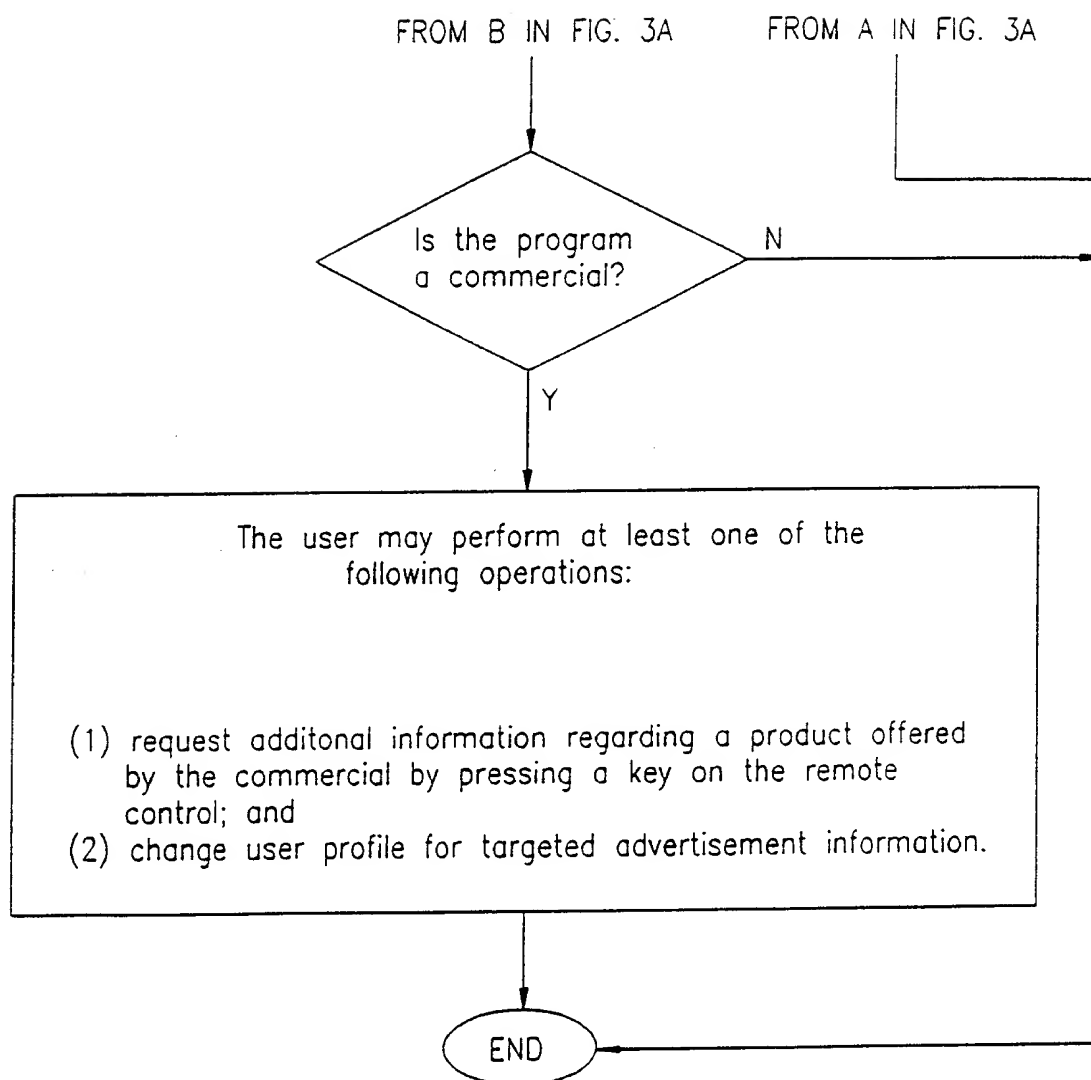 FROM B IN FIG. 3A
FROM A IN FIG. 3A
Is the program
a commercial?
N
Y
The user may perform at least one of the
following operations:
(1) request additonal information regarding a product offered
by the commercial by pressing a key on the remote
control; and
(2) change user profile for targeted advertisement information.
END